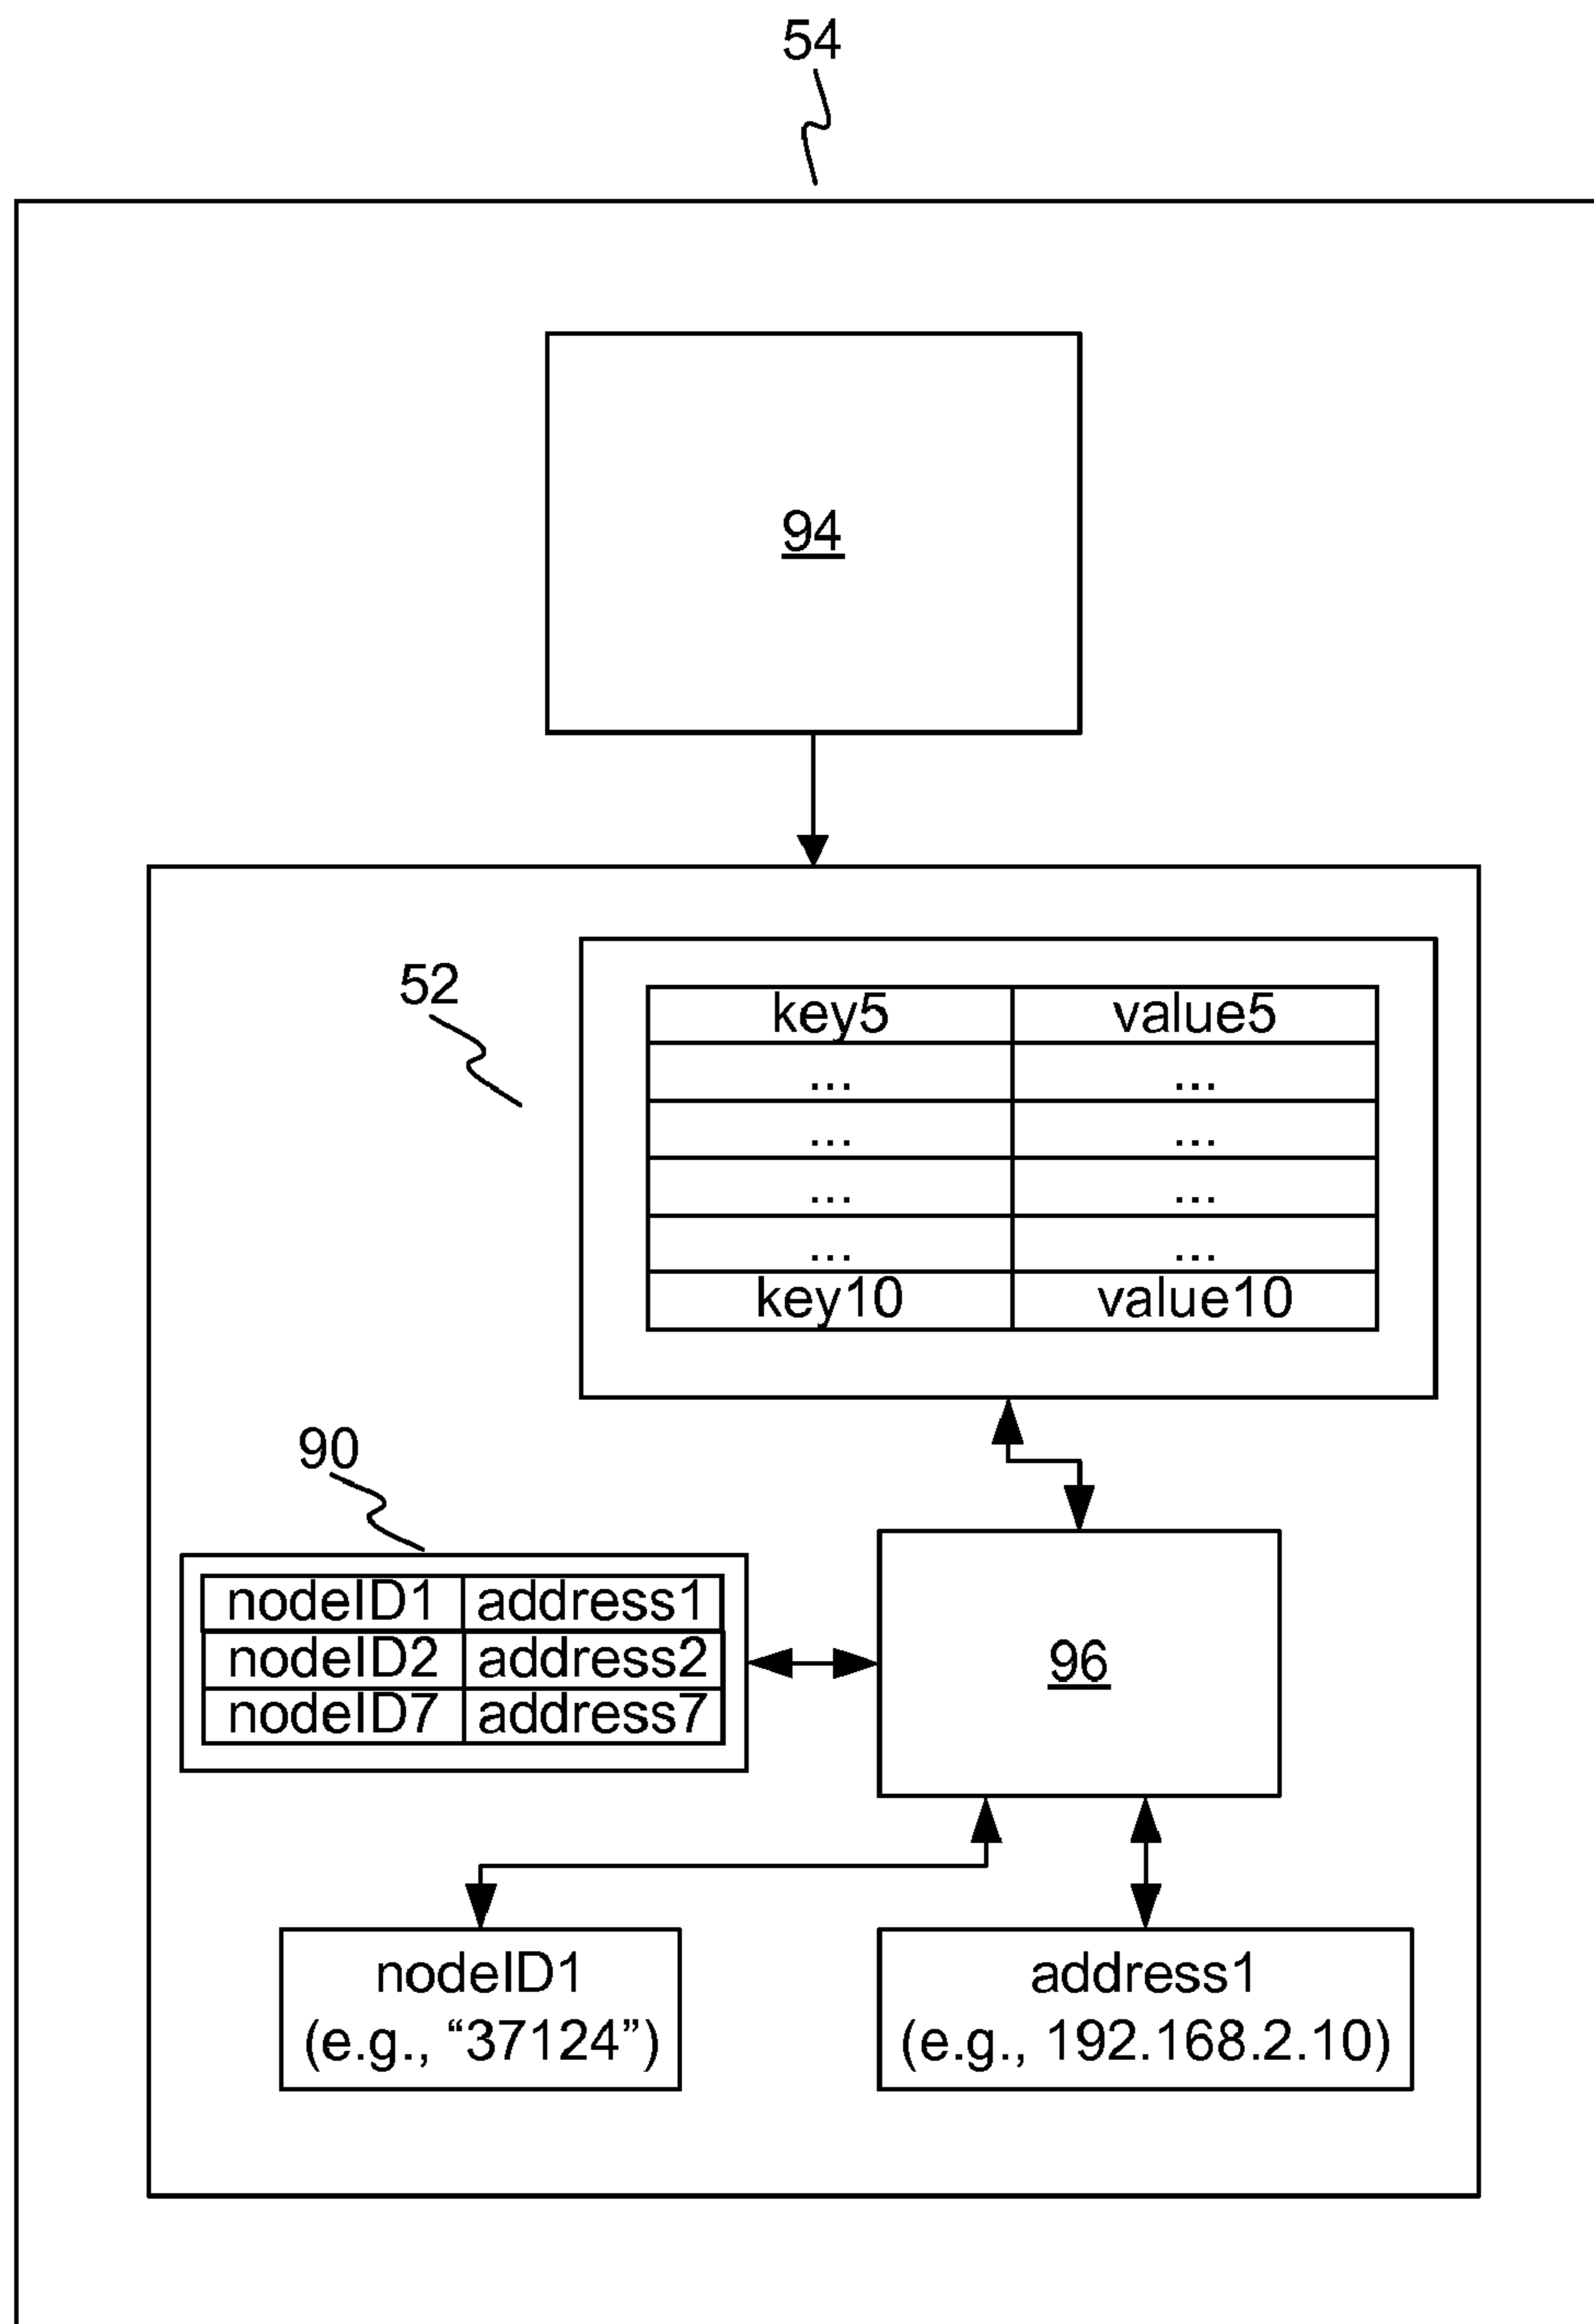 54
94
52
key5 value5
... ...
... ...
... ...
... ...
key10 value10
90
nodeID1 address1
nodeID2 address2
nodeID7 address7
96
nodeID1
(e.g., “37124”)
address1
(e.g., 192.168.2.10)